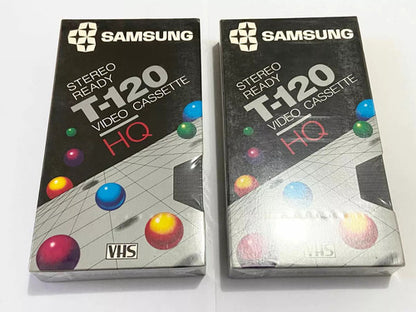 SAMSUNG
STEREO
READY
T-120
VIDEO CASSETTE
HQ
VHS
SAMSUNG
STEREO
READY
T-120
VIDEO CASSETTE
HQ
VHS